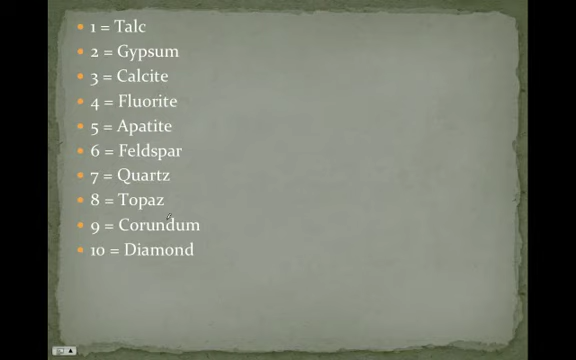 • 1 = Talc
• 2 = Gypsum
• 3 = Calcite
• 4 = Fluorite
• 5 = Apatite
• 6 = Feldspar
• 7 = Quartz
• 8 = Topaz
• 9 = Corundum
• 10 = Diamond